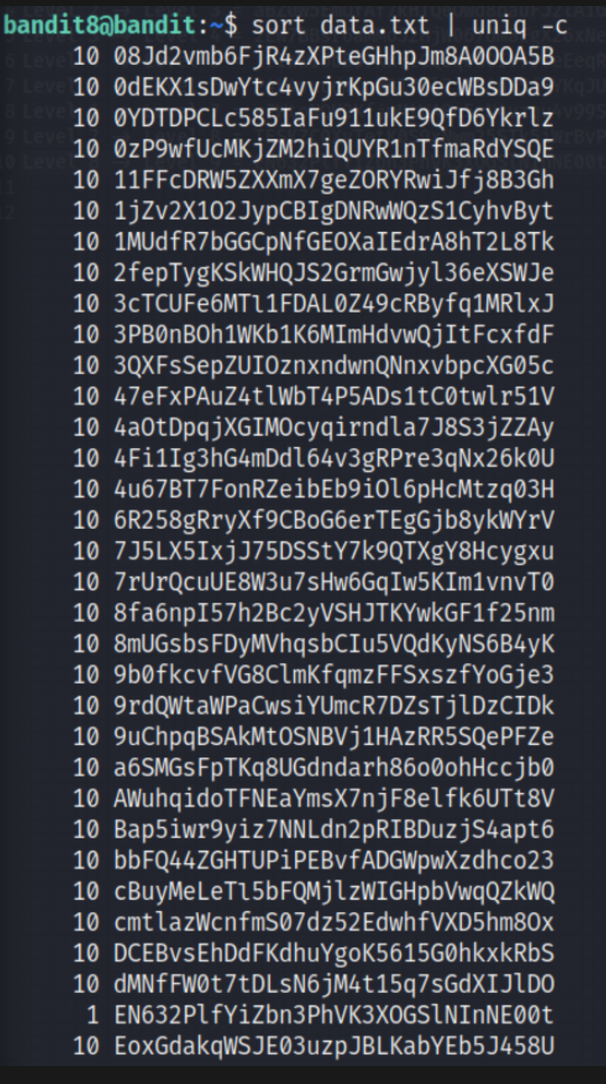 bandit8@bandit:~$ sort data.txt | uniq -c
10 08Jd2vmb6FjR4zXPteGHhpJm8A0OOA5B
10 0dEKX1sDwYtc4vyjrKpGu30ecWBsDDa9
10 0YDTDPCLc585IaFu911ukE9QfD6Ykrlz
10 0zP9wfUcMKjZM2hiQUYR1nTfmaRdYSQE
10 11FFcDRW5ZXXmX7geZORYRwiJfj8B3Gh
10 1jZv2X1O2JypCBIgDNRwWQzS1CyhvByt
10 1MUdfR7bGGCpNfGEOXaIEdrA8hT2L8Tk
10 2fepTygKSkWHQJS2GrmGwjyl36eXSWJe
10 3cTCUFe6MTl1FDAL0Z49cRByfq1MRlxJ
10 3PB0nBOh1WKb1K6MImHdvwQjItFcxfdF
10 3QXFsSepZUIOznxndwnQNnxvbpcXG05c
10 47eFxPAuZ4tlWbT4P5ADs1tC0twlr51V
10 4aOtDpqjXGIMOcyqirndla7J8S3jZZAy
10 4Fi1Ig3hG4mDdl64v3gRPre3qNx26k0U
10 4u67BT7FonRZeibEb9iOl6pHcMtzq03H
10 6R258gRryXf9CBoG6erTEgGjb8ykWYrV
10 7J5LX5IxjJ75DSStY7k9QTXgY8Hcygxu
10 7rUrQcuUE8W3u7sHw6GqIw5KIm1vnvT0
10 8fa6npI57h2Bc2yVSHJTKYwkGF1f25nm
10 8mUGsbsFDyMVhqsbCIu5VQdKyNS6B4yK
10 9b0fkcvfVG8ClmKfqmzFFSxszfYoGje3
10 9rdQWtaWPaCwsiYUmcR7DZsTjlDzCIDk
10 9uChpqBSAkMtOSNBVj1HAzRR5SQePFZe
10 a6SMGsFpTKq8UGdndarh86o0ohHccjb0
10 AWuhqidoTFNEaYmsX7njF8elfk6UTt8V
10 Bap5iwr9yiz7NNLdn2pRIBDuzjS4apt6
10 bbFQ44ZGHTUPiPEBvfADGWpwXzdhco23
10 cBuyMeLeTl5bFQMjlzWIGHpbVwqQZkWQ
10 cmtlazWcnfmS07dz52EdwhfVXD5hm8Ox
10 DCEBvsEhDdFKdhuYgoK5615G0hkxkRbS
10 dMNfFW0t7tDLsN6jM4t15q7sGdXIJlDO
1 EN632PlfYiZbn3PhVK3XOGSlNInNE00t
10 EoxGdakqWSJE03uzpJBLKabYEb5J458U